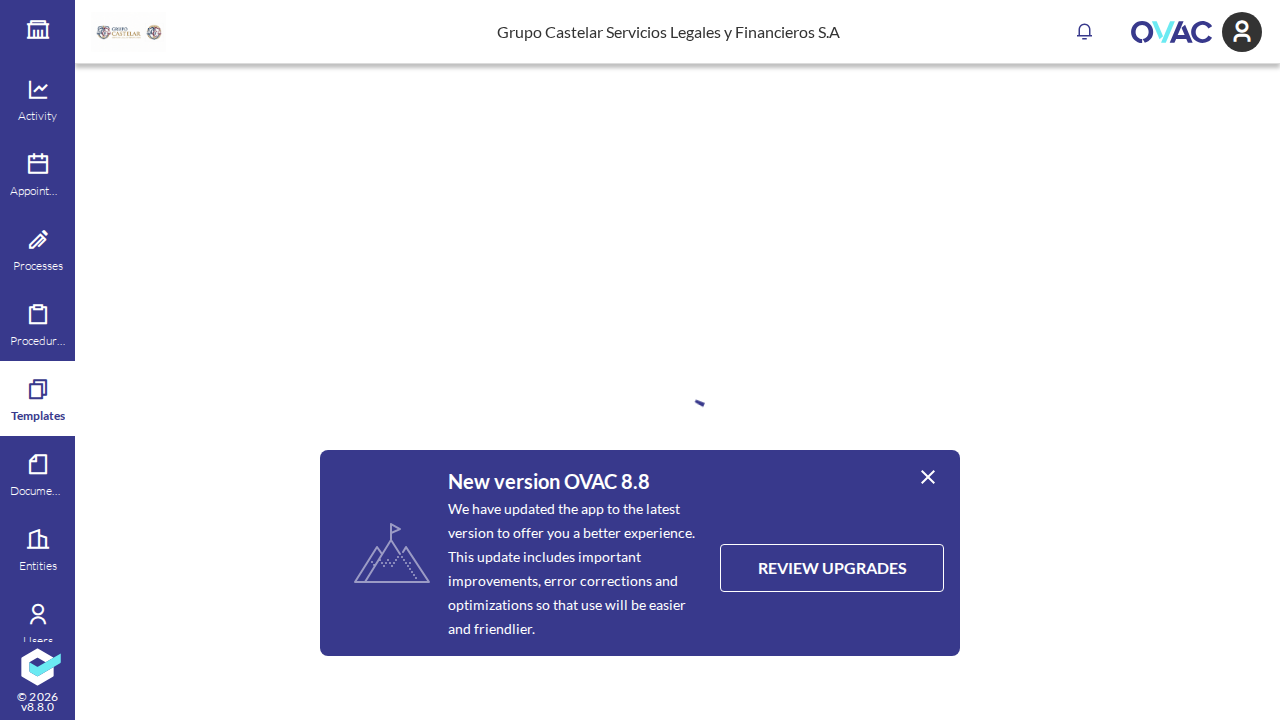 GRUPO
CASTELAR
Grupo Castelar Servicios Legales y Financieros S.A
OVAC
Activity
Appoint...
Processes
Procedur...
Templates
Docume...
Entities
Users
© 2026
v8.8.0
New version OVAC 8.8
We have updated the app to the latest
version to offer you a better experience.
This update includes important
improvements, error corrections and
optimizations so that use will be easier
and friendlier.
REVIEW UPGRADES